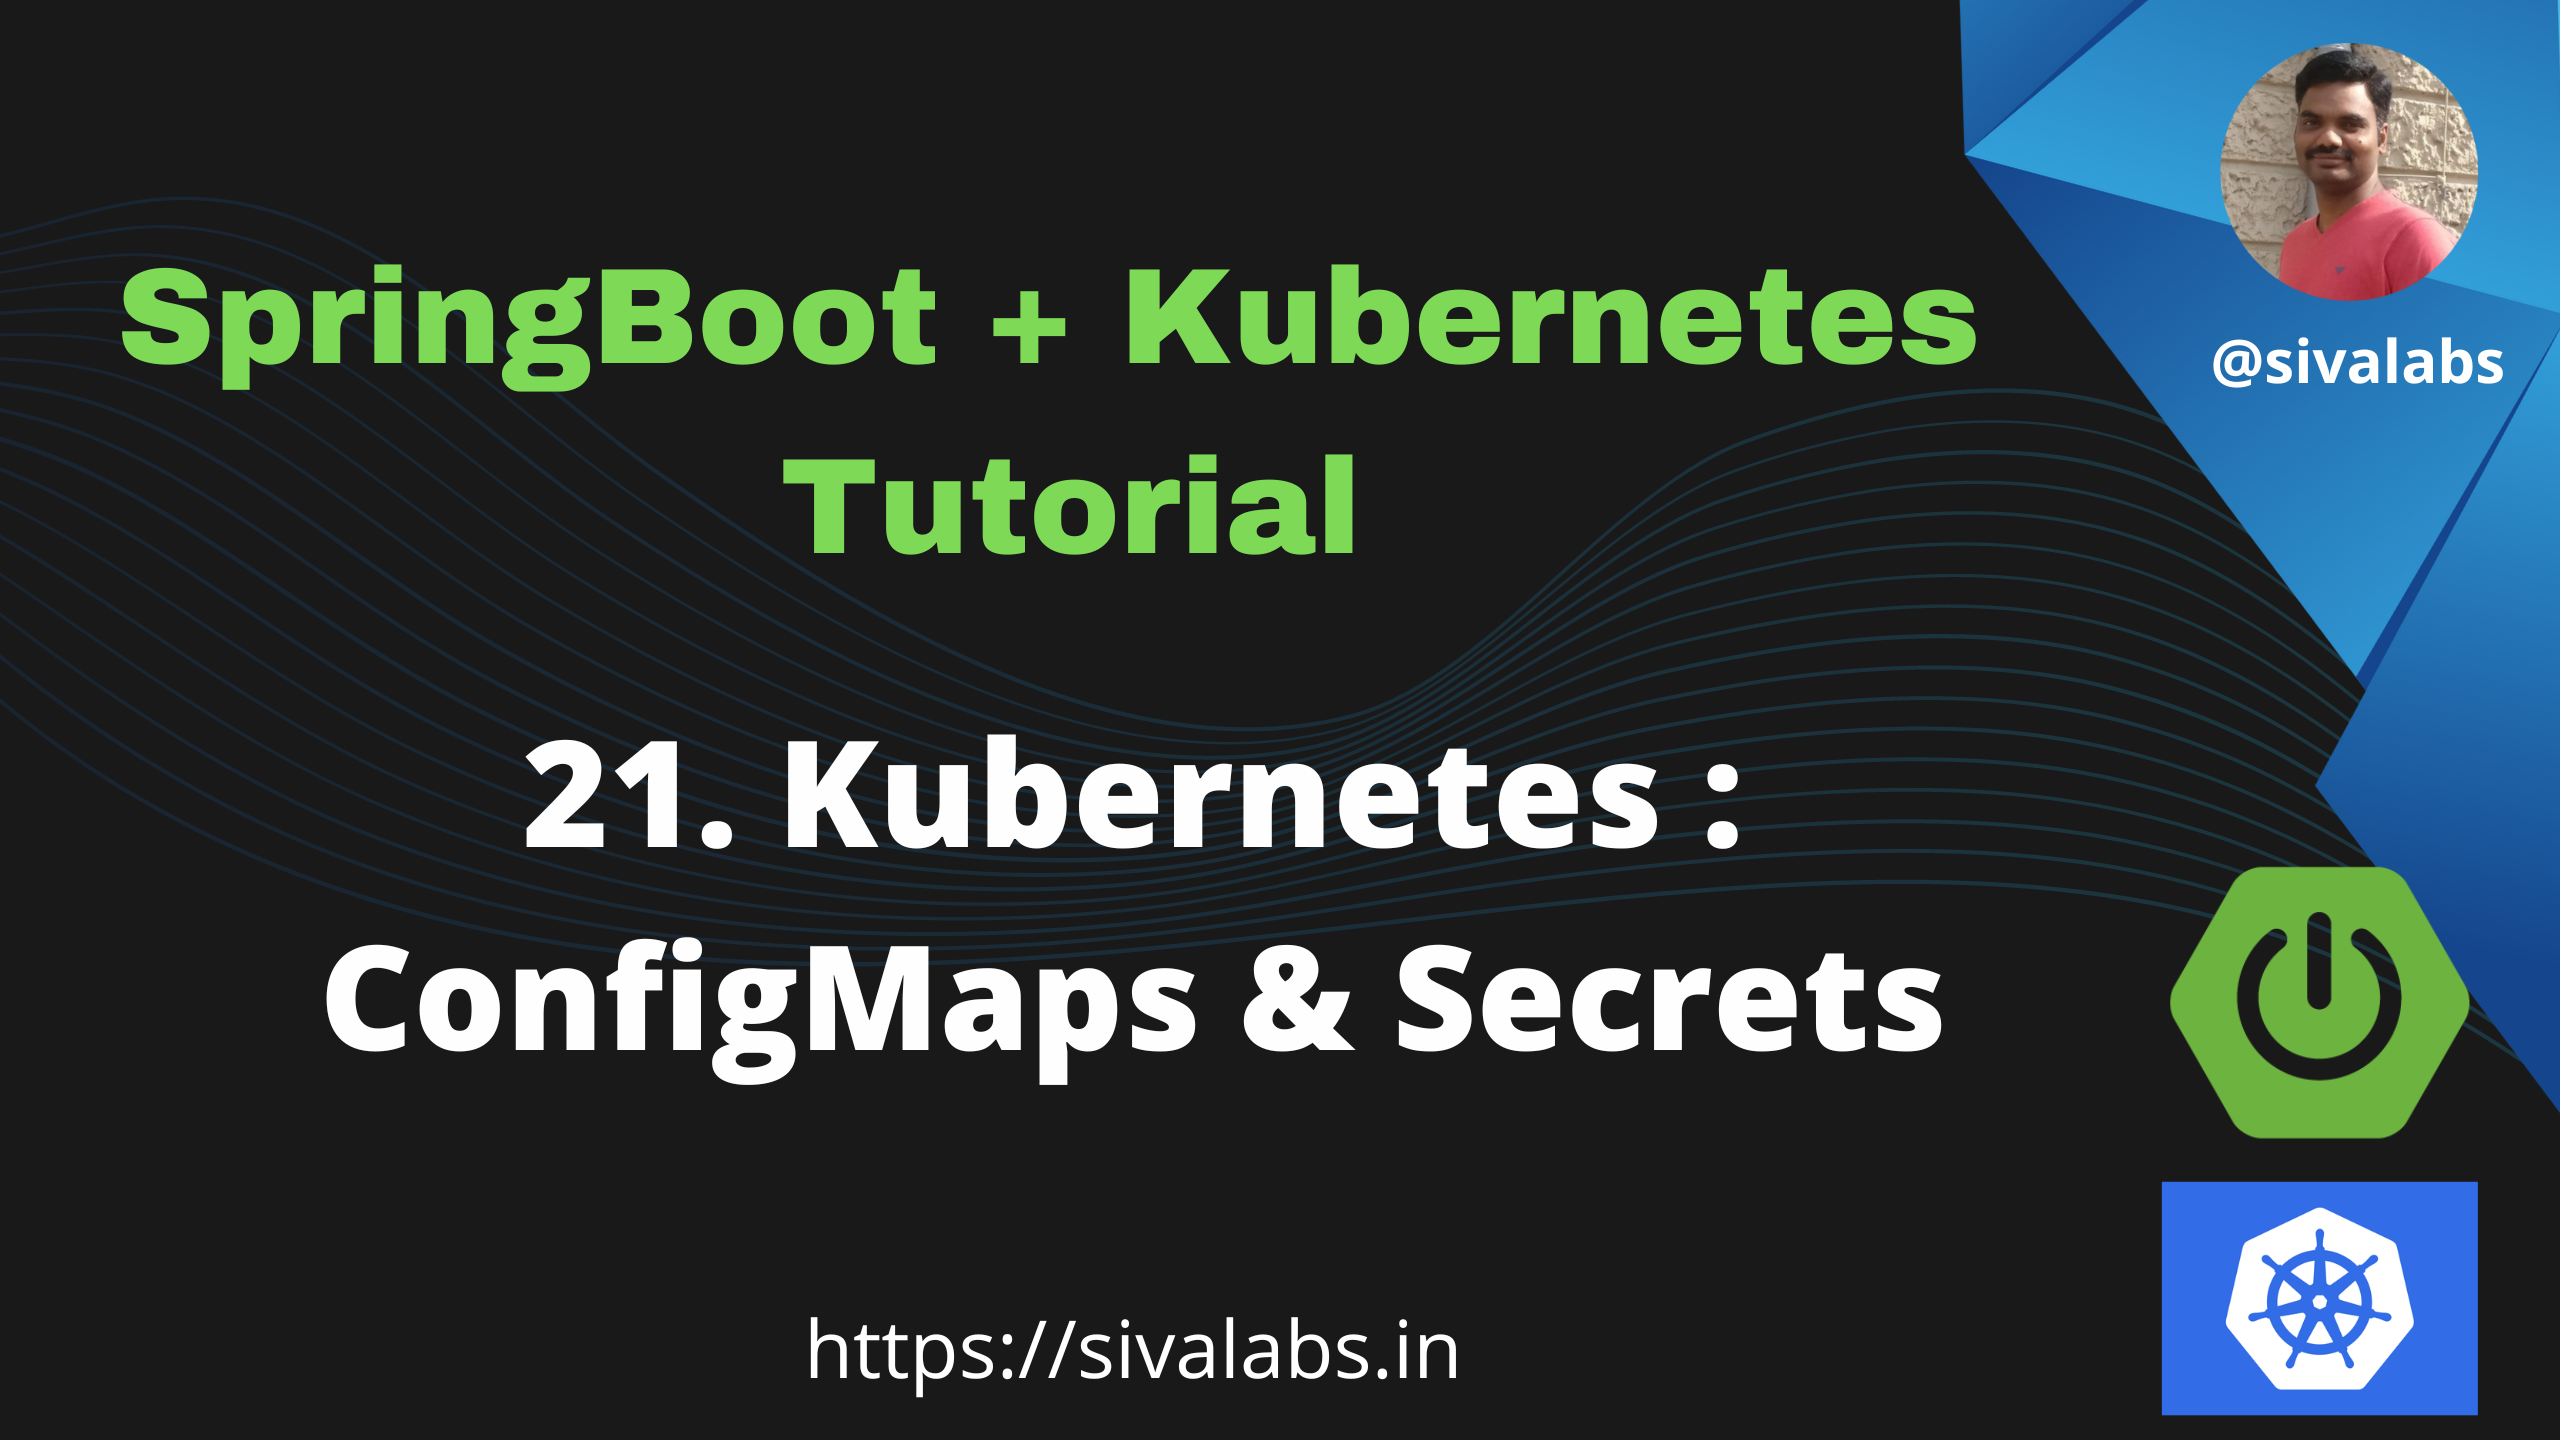 SpringBoot + Kubernetes
Tutorial
@sivalabs
21. Kubernetes :
ConfigMaps & Secrets
https://sivalabs.in